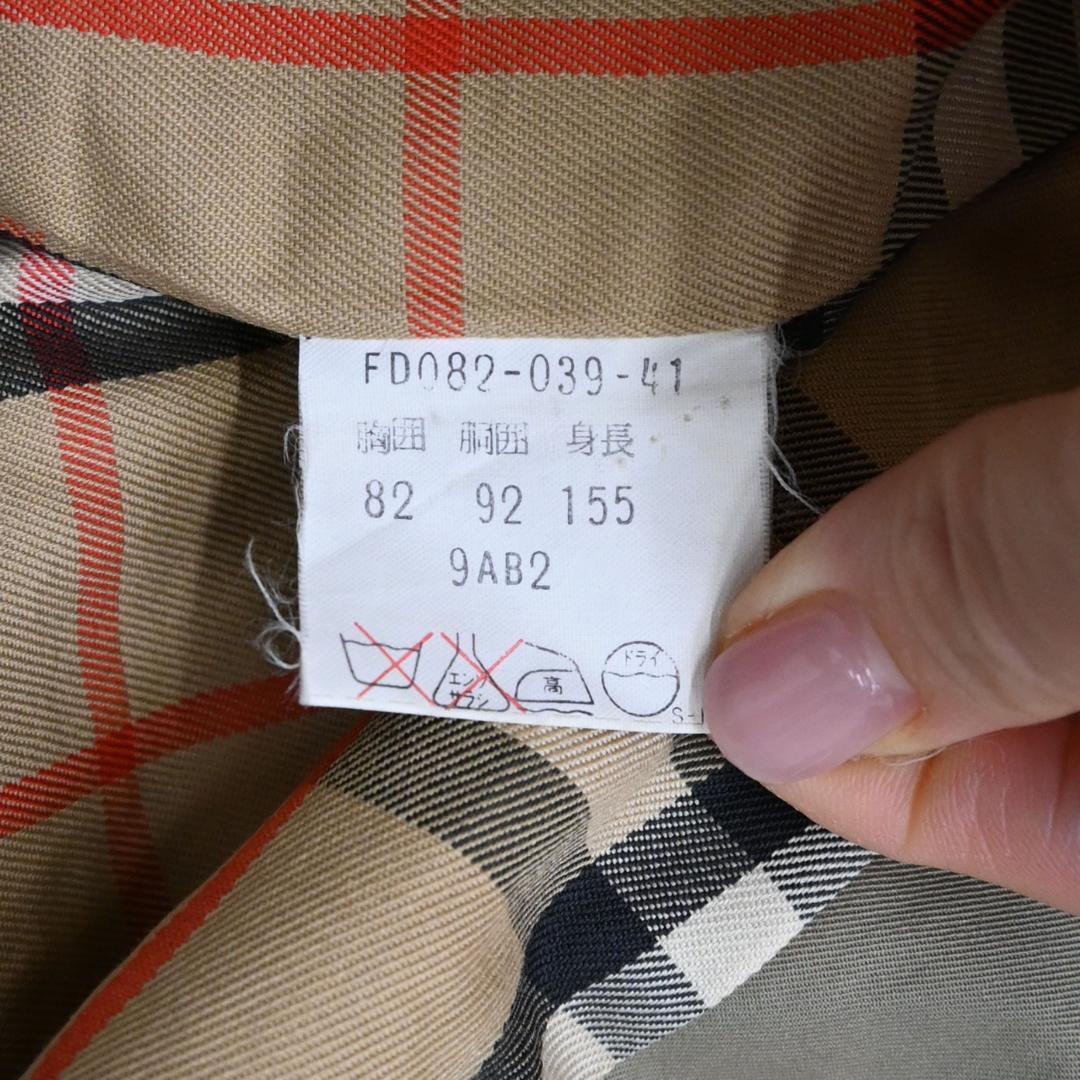 FD082-039-41
胸囲 胴囲 身長
82 92 155
9AB2
エンソ サラシ 高 ドライ